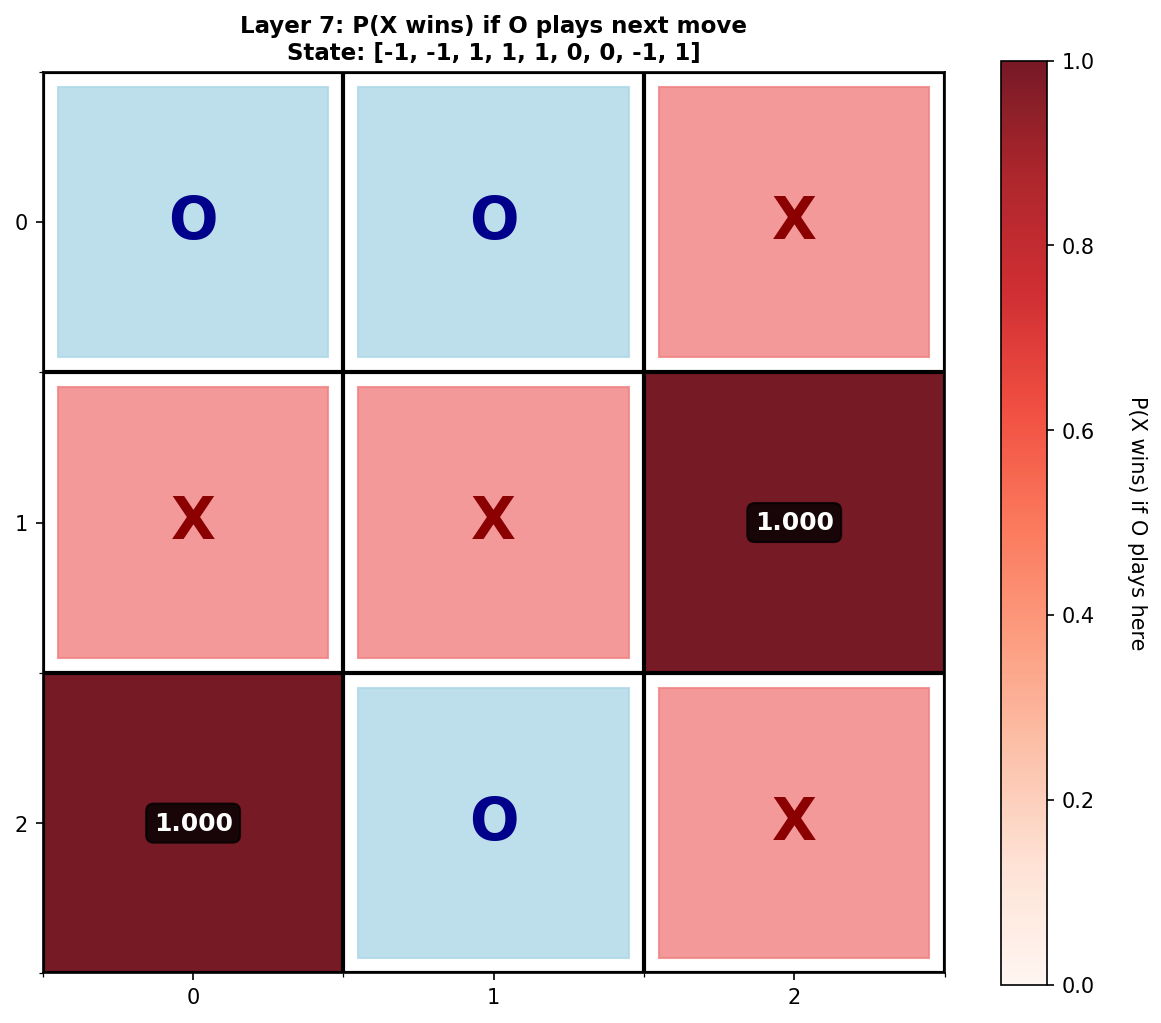 Layer 7: P(X wins) if O plays next move
State: [-1, -1, 1, 1, 1, 0, 0, -1, 1]
0
O
O
X
1
X
X
1.000
2
1.000
O
X
0
1
2
1.0
0.8
0.6
0.4
0.2
0.0
P(X wins) if O plays here